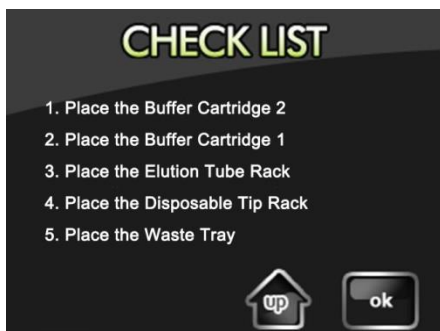 CHECK LIST
1. Place the Buffer Cartridge 2
2. Place the Buffer Cartridge 1
3. Place the Elution Tube Rack
4. Place the Disposable Tip Rack
5. Place the Waste Tray
up
ok